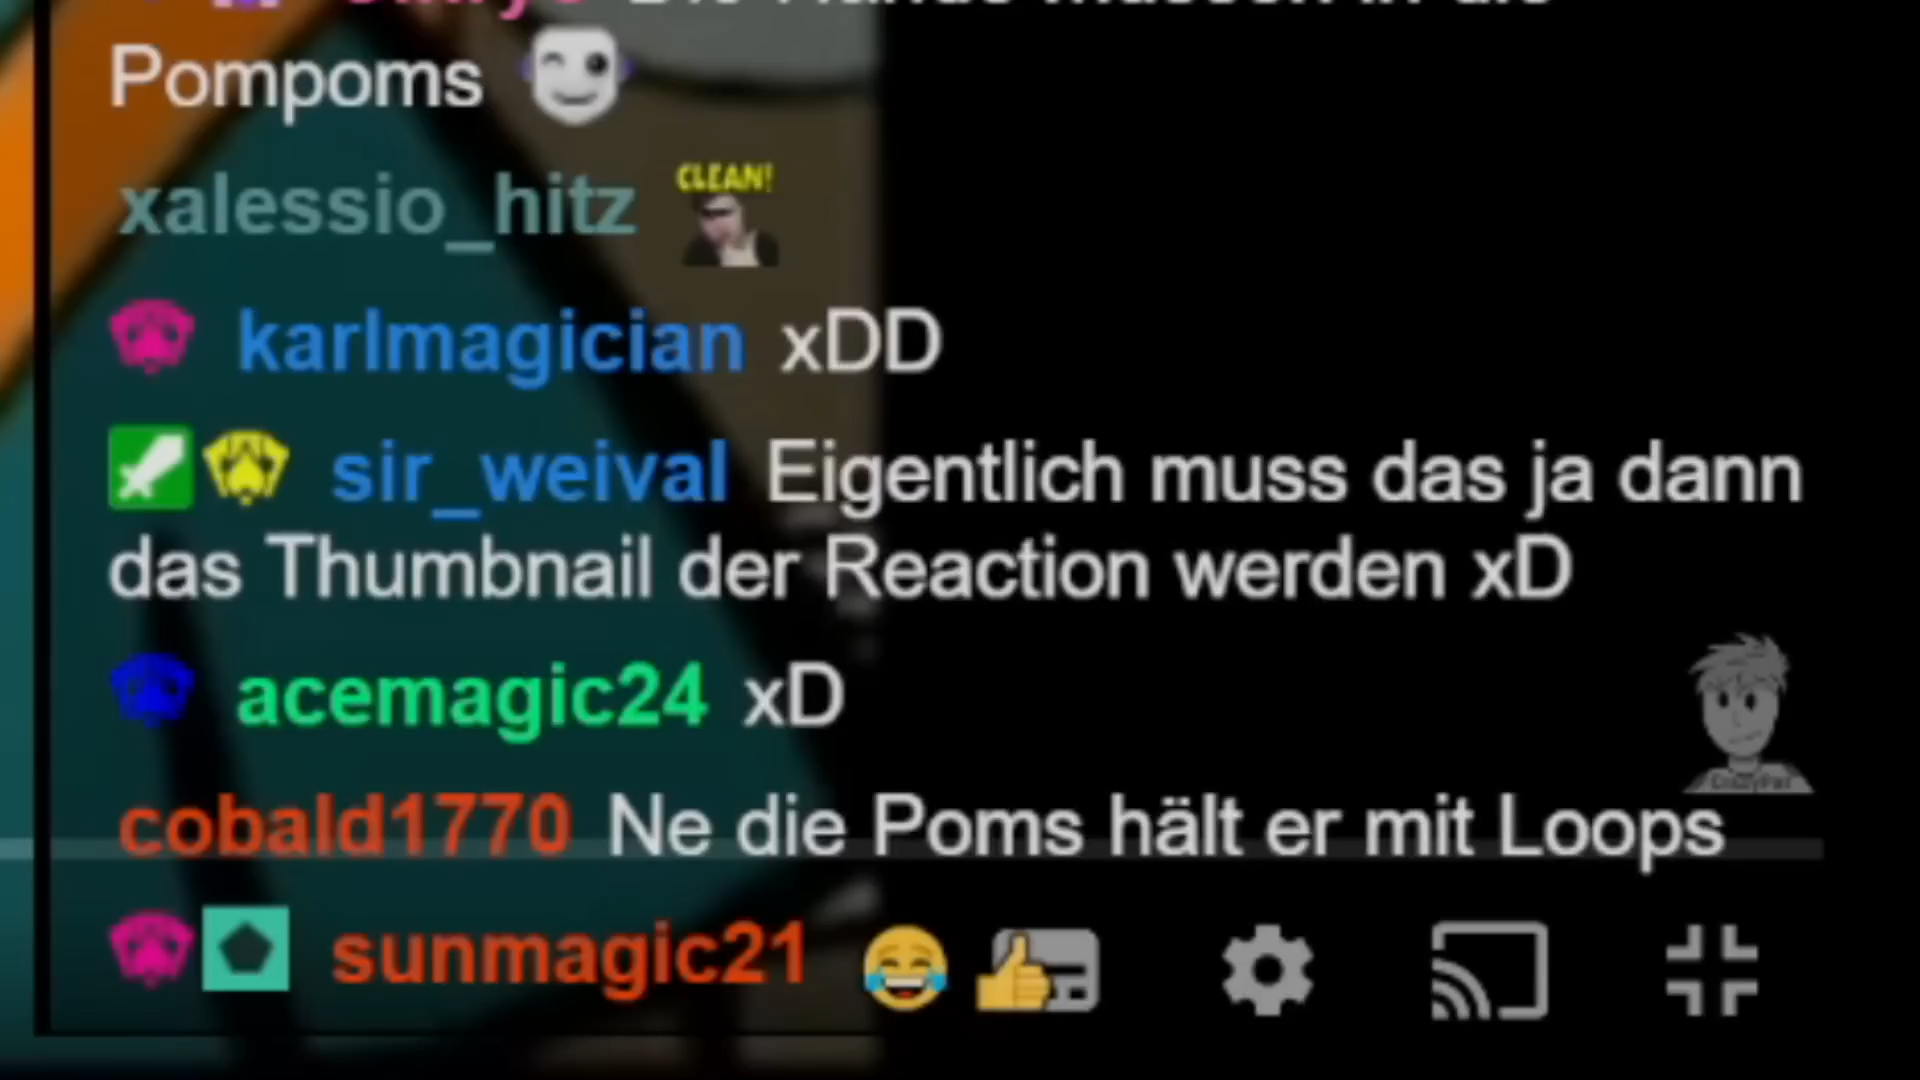 Pompoms
xalessio_hitz CLEAN!
karlmagician xDD
sir_weival Eigentlich muss das ja dann
das Thumbnail der Reaction werden xD
acemagic24 xD
cobald1770 Ne die Poms hält er mit Loops
sunmagic21